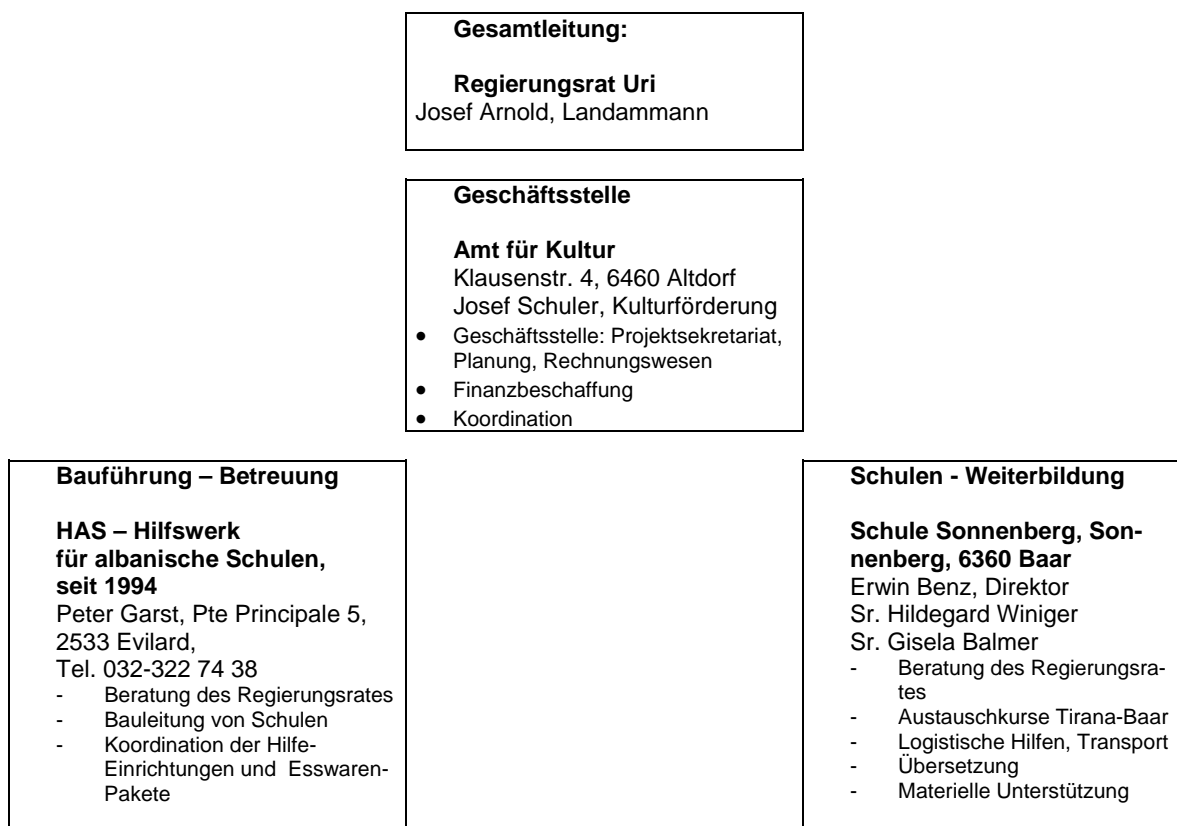 Gesamtleitung:
Regierungsrat Uri
Josef Arnold, Landammann
Geschäftsstelle
Amt für Kultur
Klausenstr. 4, 6460 Altdorf
Josef Schuler, Kulturförderung
• Geschäftsstelle: Projektsekretariat,
Planung, Rechnungswesen
• Finanzbeschaffung
• Koordination
Bauführung – Betreuung
HAS – Hilfswerk
für albanische Schulen,
seit 1994
Peter Garst, Pte Principale 5,
2533 Evilard,
Tel. 032-322 74 38
- Beratung des Regierungsrates
- Bauleitung von Schulen
- Koordination der Hilfe-
Einrichtungen und Esswaren-
Pakete
Schulen - Weiterbildung
Schule Sonnenberg, Son-
nenberg, 6360 Baar
Erwin Benz, Direktor
Sr. Hildegard Winiger
Sr. Gisela Balmer
- Beratung des Regierungsra-
tes
- Austauschkurse Tirana-Baar
- Logistische Hilfen, Transport
- Übersetzung
- Materielle Unterstützung